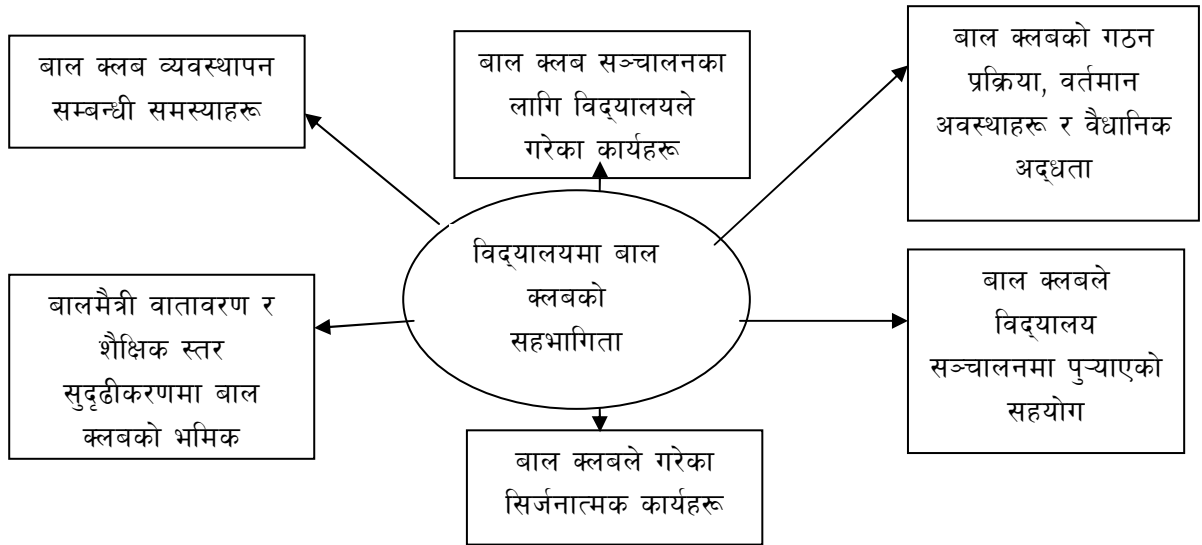 बाल क्लब व्यवस्थापन
सम्बन्धी समस्याहरू
बाल क्लब सञ्चालनका
लागि विद्यालयले
गरेका कार्यहरू
बाल क्लबको गठन
प्रक्रिया, वर्तमान
अवस्थाहरू र वैधानिक
अद्धता
विद्यालयमा बाल
क्लबको
सहभागिता
बालमैत्री वातावरण र
शैक्षिक स्तर
सुदृढीकरणमा बाल
क्लबको भमिक
बाल क्लबले
विद्यालय
सञ्चालनमा पुऱ्याएको
सहयोग
बाल क्लबले गरेका
सिर्जनात्मक कार्यहरू